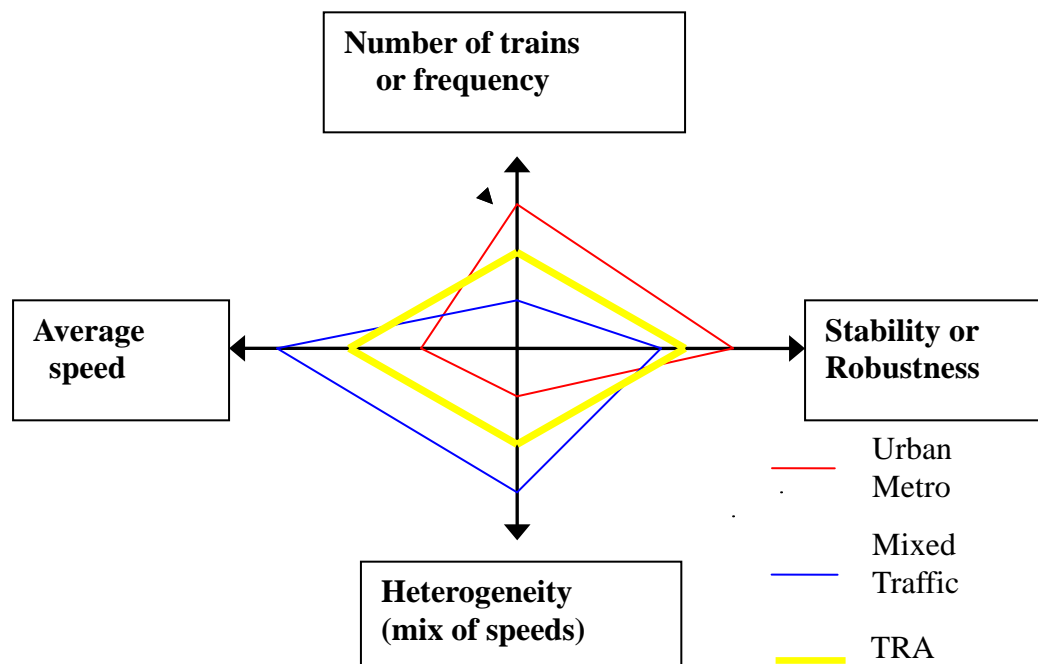 Number of trains
or frequency
Average
speed
Stability or
Robustness
Heterogeneity
(mix of speeds)
Urban
Metro
Mixed
Traffic
TRA